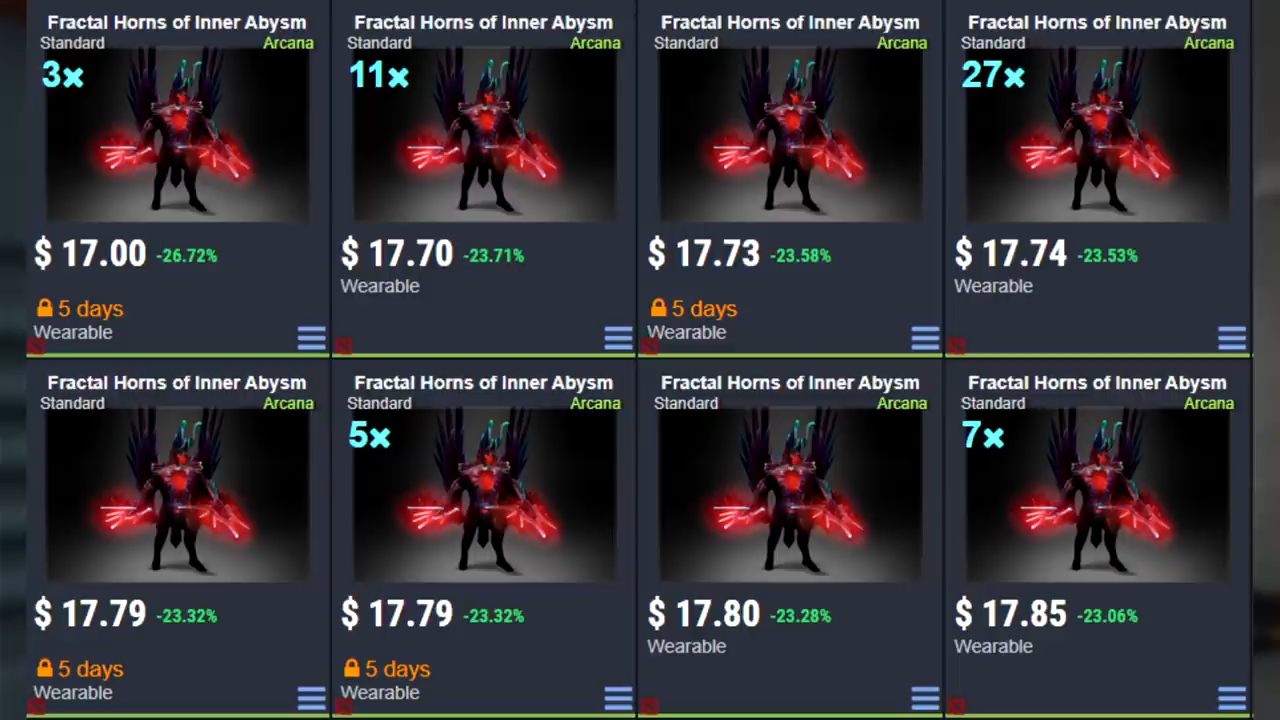 Fractal Horns of Inner Abysm
Standard Arcana
3×
$ 17.00 -26.72%
5 days
Wearable
Fractal Horns of Inner Abysm
Standard Arcana
11×
$ 17.70 -23.71%
Wearable
Fractal Horns of Inner Abysm
Standard Arcana
$ 17.73 -23.58%
5 days
Wearable
Fractal Horns of Inner Abysm
Standard Arcana
27×
$ 17.74 -23.53%
Wearable
Fractal Horns of Inner Abysm
Standard Arcana
$ 17.79 -23.32%
5 days
Wearable
Fractal Horns of Inner Abysm
Standard Arcana
5×
$ 17.79 -23.32%
5 days
Wearable
Fractal Horns of Inner Abysm
Standard Arcana
$ 17.80 -23.28%
Wearable
Fractal Horns of Inner Abysm
Standard Arcana
7×
$ 17.85 -23.06%
Wearable